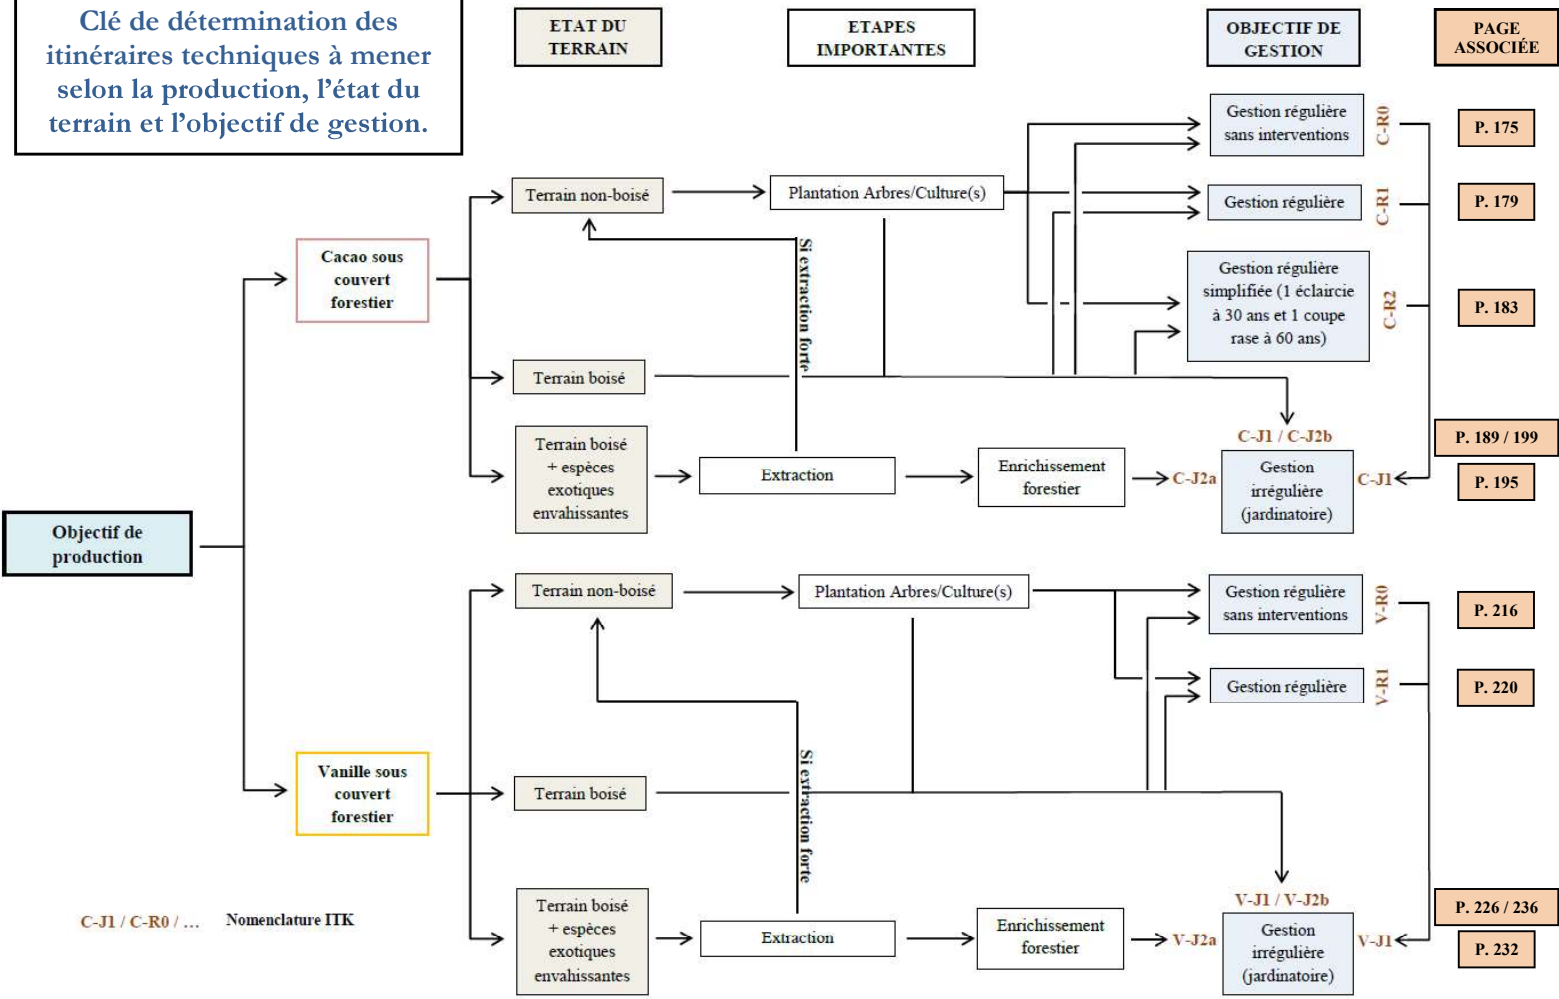 Clé de détermination des
itinéraires techniques à mener
selon la production, l'état du
terrain et l'objectif de gestion.
ETAT DU
TERRAIN
ETAPES
IMPORTANTES
OBJECTIF DE
GESTION
PAGE
ASSOCIÉE
Objectif de
production
Cacao sous
couvert
forestier
Terrain non-boisé
Plantation Arbres/Culture(s)
Si extraction forte
Gestion régulière
sans interventions
C-R0
P. 175
Gestion régulière
C-R1
P. 179
Gestion régulière
simplifiée (1 éclaircie
à 30 ans et 1 coupe
rase à 60 ans)
C-R2
P. 183
Terrain boisé
C-J1 / C-J2b
P. 189 / 199
Terrain boisé
+ espèces
exotiques
envahissantes
Extraction
Enrichissement
forestier
C-J2a
Gestion
irrégulière
(jardinatoire)
C-J1
P. 195
Vanille sous
couvert
forestier
Terrain non-boisé
Plantation Arbres/Culture(s)
Si extraction forte
Gestion régulière
sans interventions
V-R0
P. 216
Gestion régulière
V-R1
P. 220
Terrain boisé
V-J1 / V-J2b
P. 226 / 236
Terrain boisé
+ espèces
exotiques
envahissantes
Extraction
Enrichissement
forestier
V-J2a
Gestion
irrégulière
(jardinatoire)
V-J1
P. 232
C-J1 / C-R0 / … Nomenclature ITK